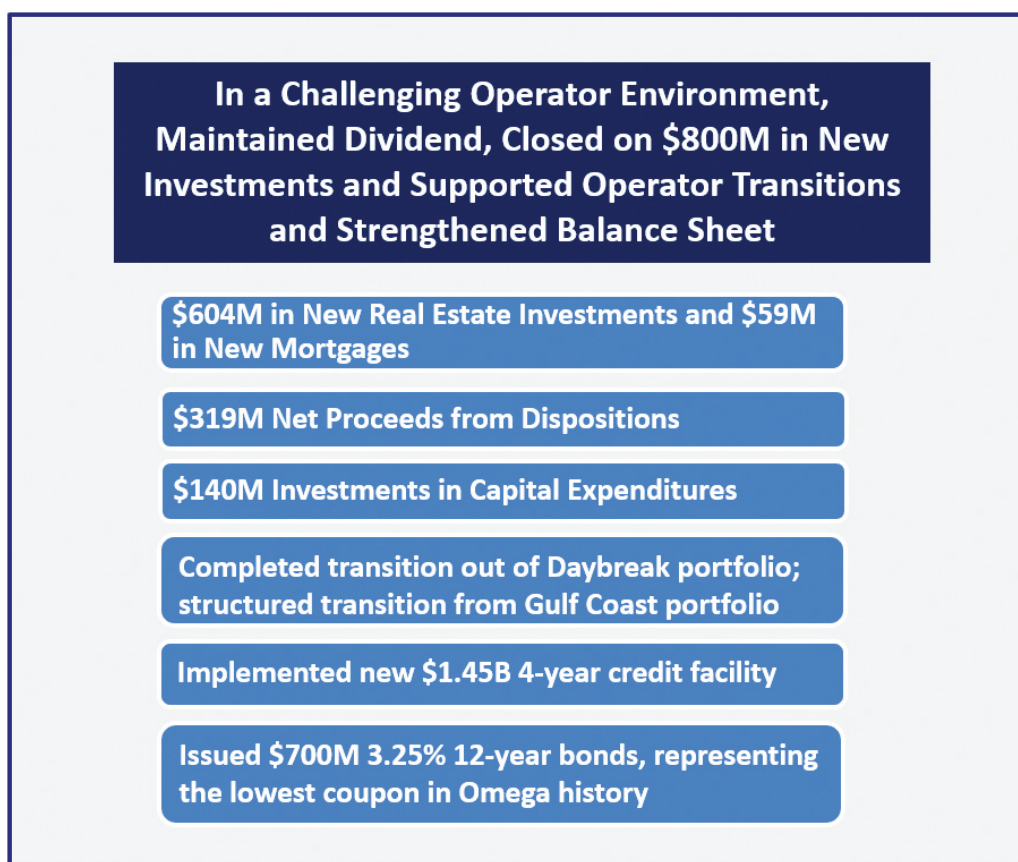 In a Challenging Operator Environment,
Maintained Dividend, Closed on $800M in New
Investments and Supported Operator Transitions
and Strengthened Balance Sheet
$604M in New Real Estate Investments and $59M
in New Mortgages
$319M Net Proceeds from Dispositions
$140M Investments in Capital Expenditures
Completed transition out of Daybreak portfolio;
structured transition from Gulf Coast portfolio
Implemented new $1.45B 4-year credit facility
Issued $700M 3.25% 12-year bonds, representing
the lowest coupon in Omega history